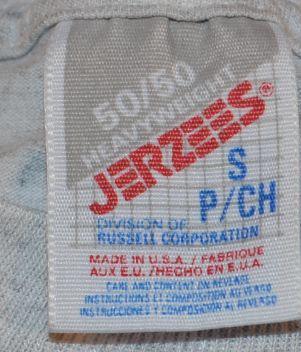 50/50
HEAVYWEIGHT
JERZEES®
S
P/CH
DIVISION OF
RUSSELL CORPORATION
MADE IN U.S.A. / FABRIQUE
AUX E.U. /HECHO EN E.U.A.
CARE AND CONTENT ON REVERSE
INSTRUCTIONS ET COMPOSITION AU VERSO
INSTRUCCIONES Y COMPOSICION AL REVERSO